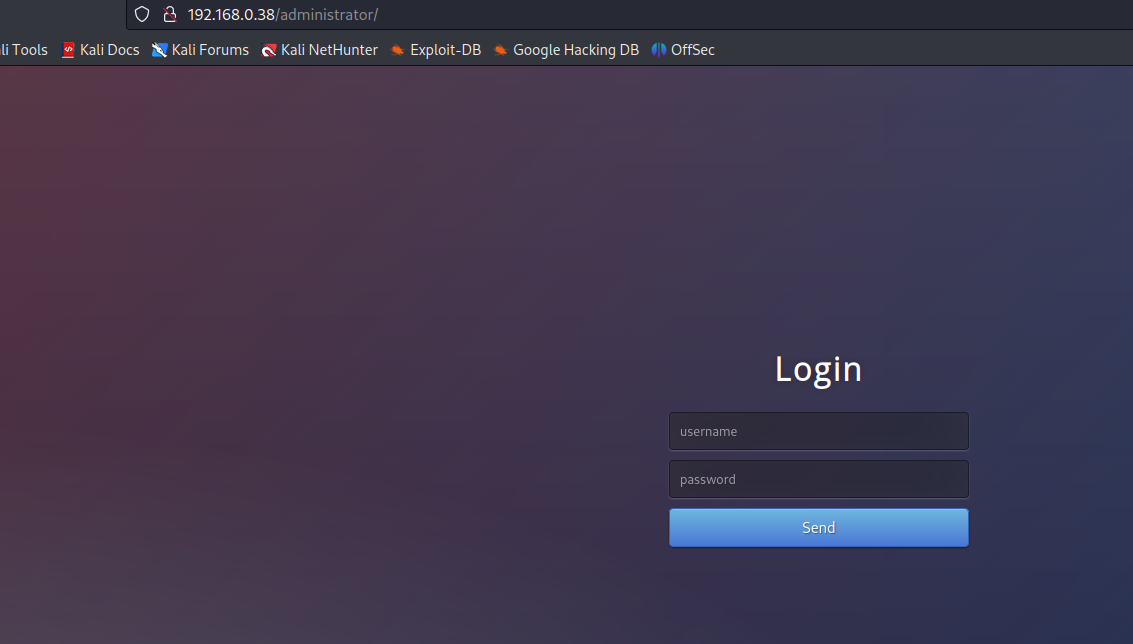 192.168.0.38/administrator/
li Tools Kali Docs Kali Forums Kali NetHunter Exploit-DB Google Hacking DB OffSec
Login
username
password
Send